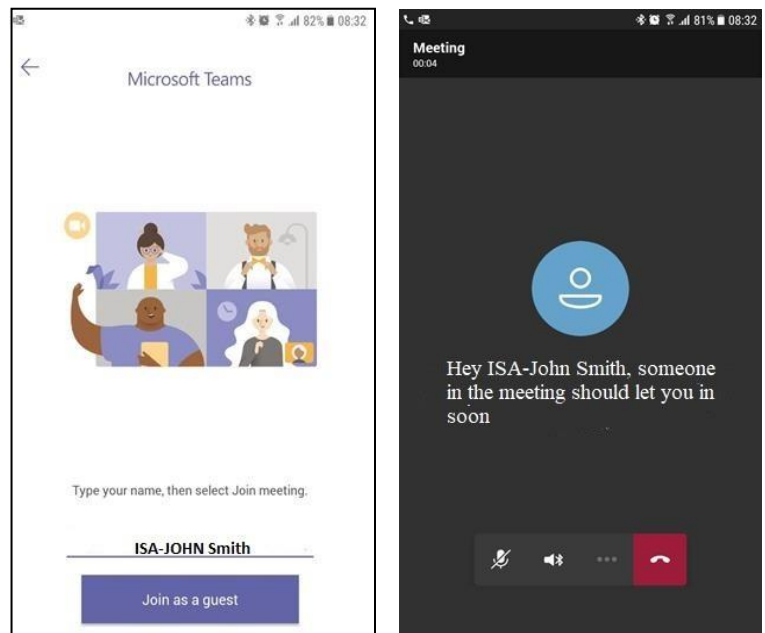 82% 08:32
Microsoft Teams
Type your name, then select Join meeting.
ISA-JOHN Smith
Join as a guest
81% 08:32
Meeting
00:04
Hey ISA-John Smith, someone
in the meeting should let you in
soon